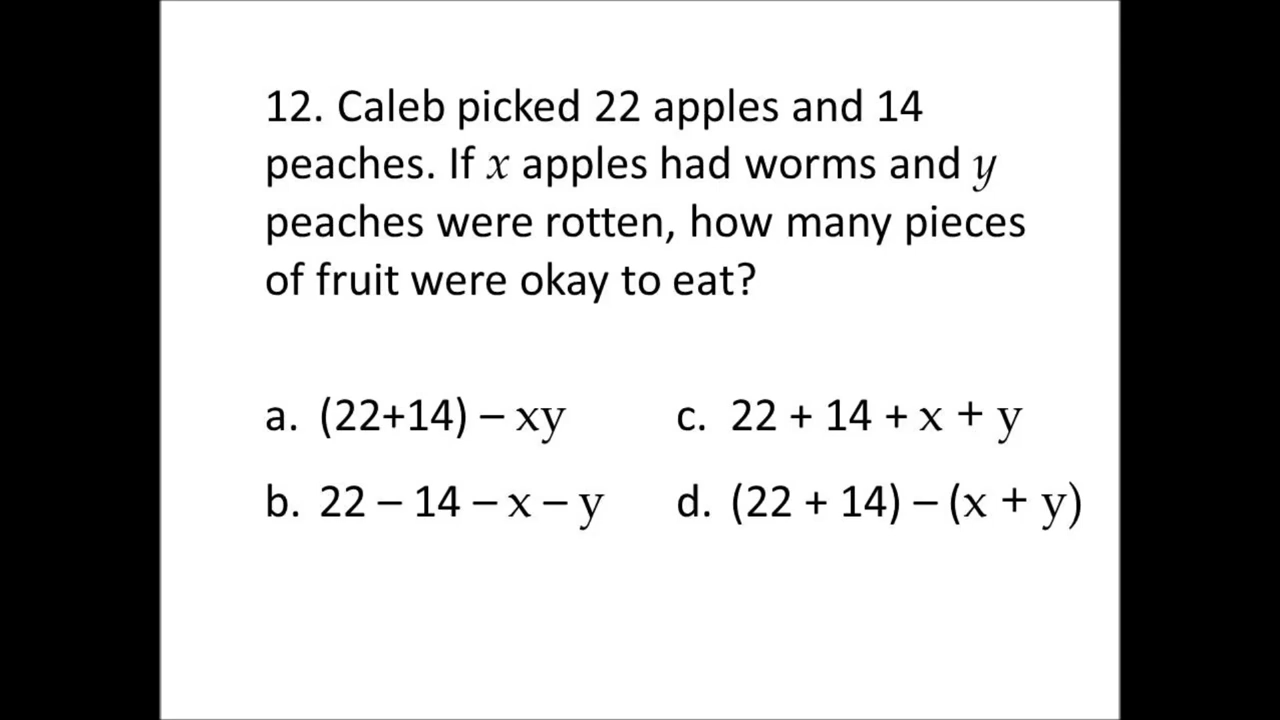 12. Caleb picked 22 apples and 14
peaches. If x apples had worms and y
peaches were rotten, how many pieces
of fruit were okay to eat?
a. (22+14) – xy
c. 22 + 14 + x + y
b. 22 – 14 – x – y
d. (22 + 14) – (x + y)